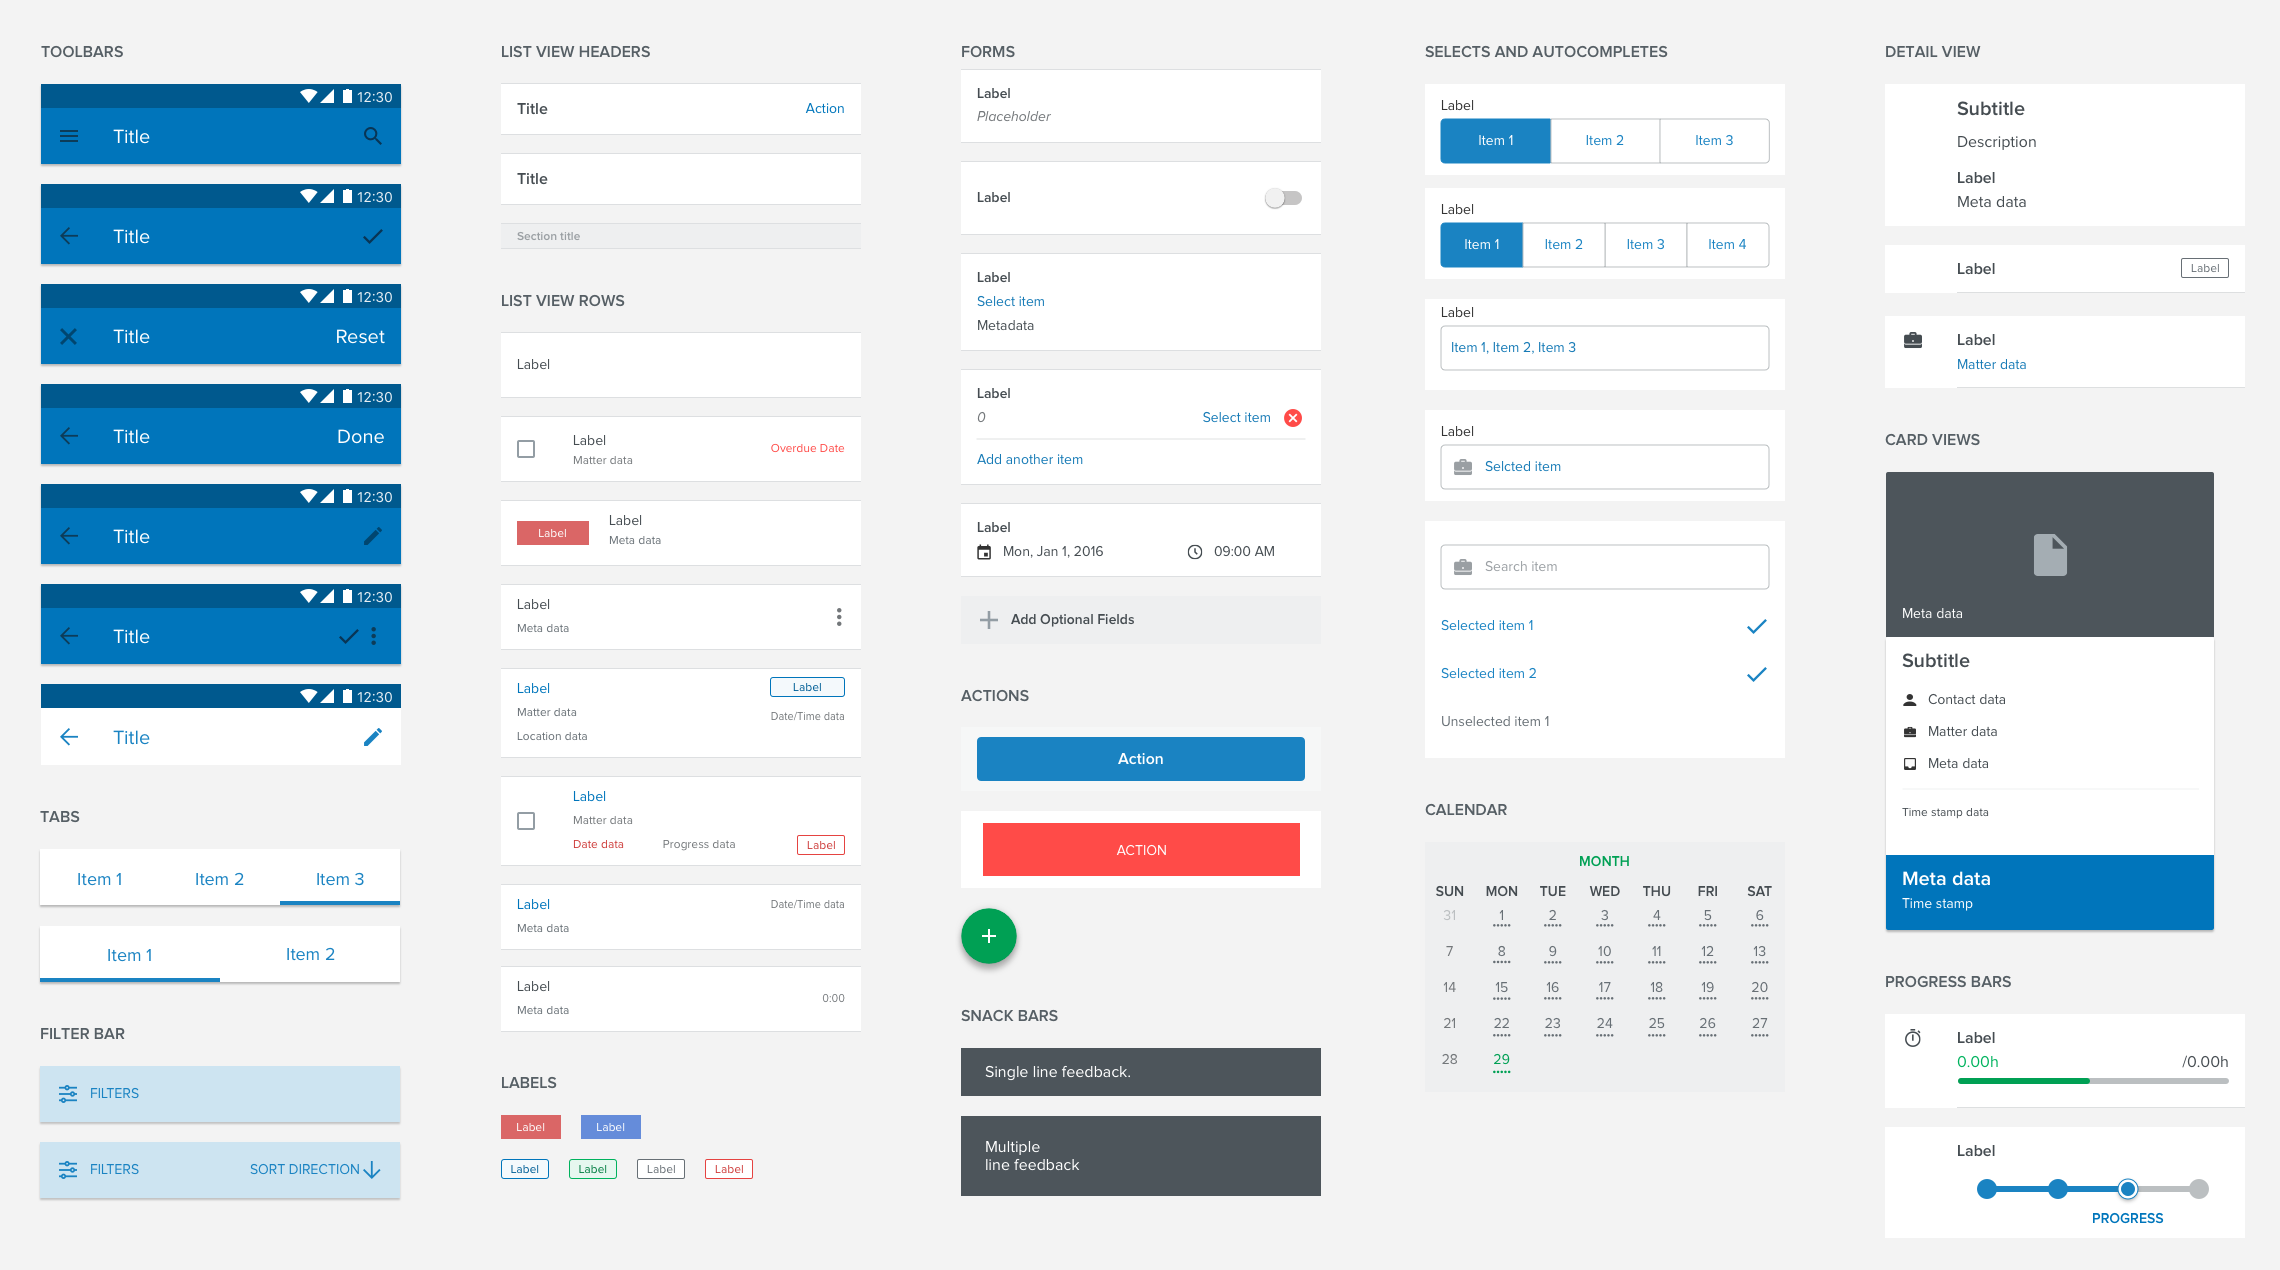 TOOLBARS
12:30
Title
12:30
Title
12:30
Title Reset
12:30
Title Done
12:30
Title
12:30
Title
12:30
Title
TABS
Item 1 Item 2 Item 3
Item 1 Item 2
FILTER BAR
FILTERS
FILTERS SORT DIRECTION
LIST VIEW HEADERS
Title Action
Title
Section title
LIST VIEW ROWS
Label
Label
Matter data
Overdue Date
Label
Label
Meta data
Label
Meta data
Label Label
Matter data Date/Time data
Location data
Label
Matter data
Date data Progress data Label
Label Date/Time data
Meta data
Label
Meta data
0:00
LABELS
Label Label
Label Label Label Label
FORMS
Label
Placeholder
Label
Label
Select item
Metadata
Label
0 Select item
Add another item
Label
Mon, Jan 1, 2016 09:00 AM
Add Optional Fields
ACTIONS
Action
ACTION
SNACK BARS
Single line feedback.
Multiple
line feedback
SELECTS AND AUTOCOMPLETES
Label
Item 1 Item 2 Item 3
Label
Item 1 Item 2 Item 3 Item 4
Label
Item 1, Item 2, Item 3
Label
Selcted item
Search item
Selected item 1
Selected item 2
Unselected item 1
CALENDAR
MONTH
SUN MON TUE WED THU FRI SAT
31 1 2 3 4 5 6
7 8 9 10 11 12 13
14 15 16 17 18 19 20
21 22 23 24 25 26 27
28 29
DETAIL VIEW
Subtitle
Description
Label
Meta data
Label Label
Label
Matter data
CARD VIEWS
Meta data
Subtitle
Contact data
Matter data
Meta data
Time stamp data
Meta data
Time stamp
PROGRESS BARS
Label
0.00h /0.00h
Label
PROGRESS